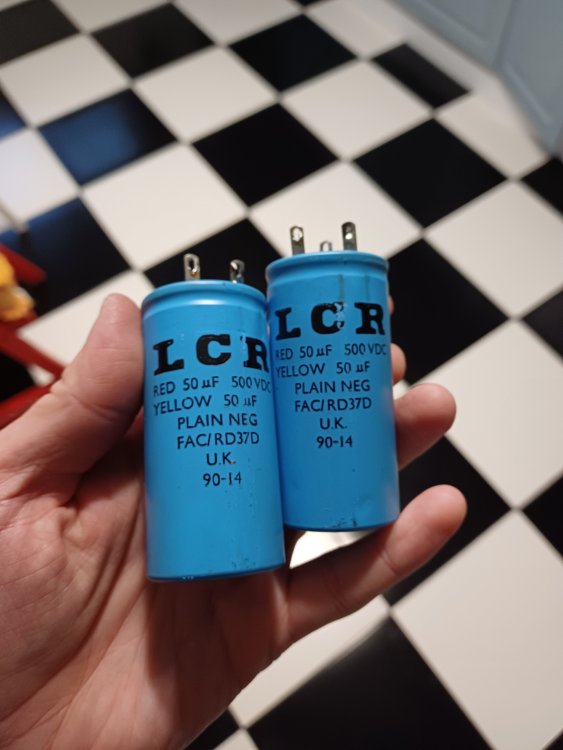 LCR
RED 50 µF 500 VDC
YELLOW 50 µF
PLAIN NEG
FAC/RD37D
U.K.
90-14
LCR
RED 50 µF 500 VDC
YELLOW 50 µF
PLAIN NEG
FAC/RD37D
U.K.
90-14